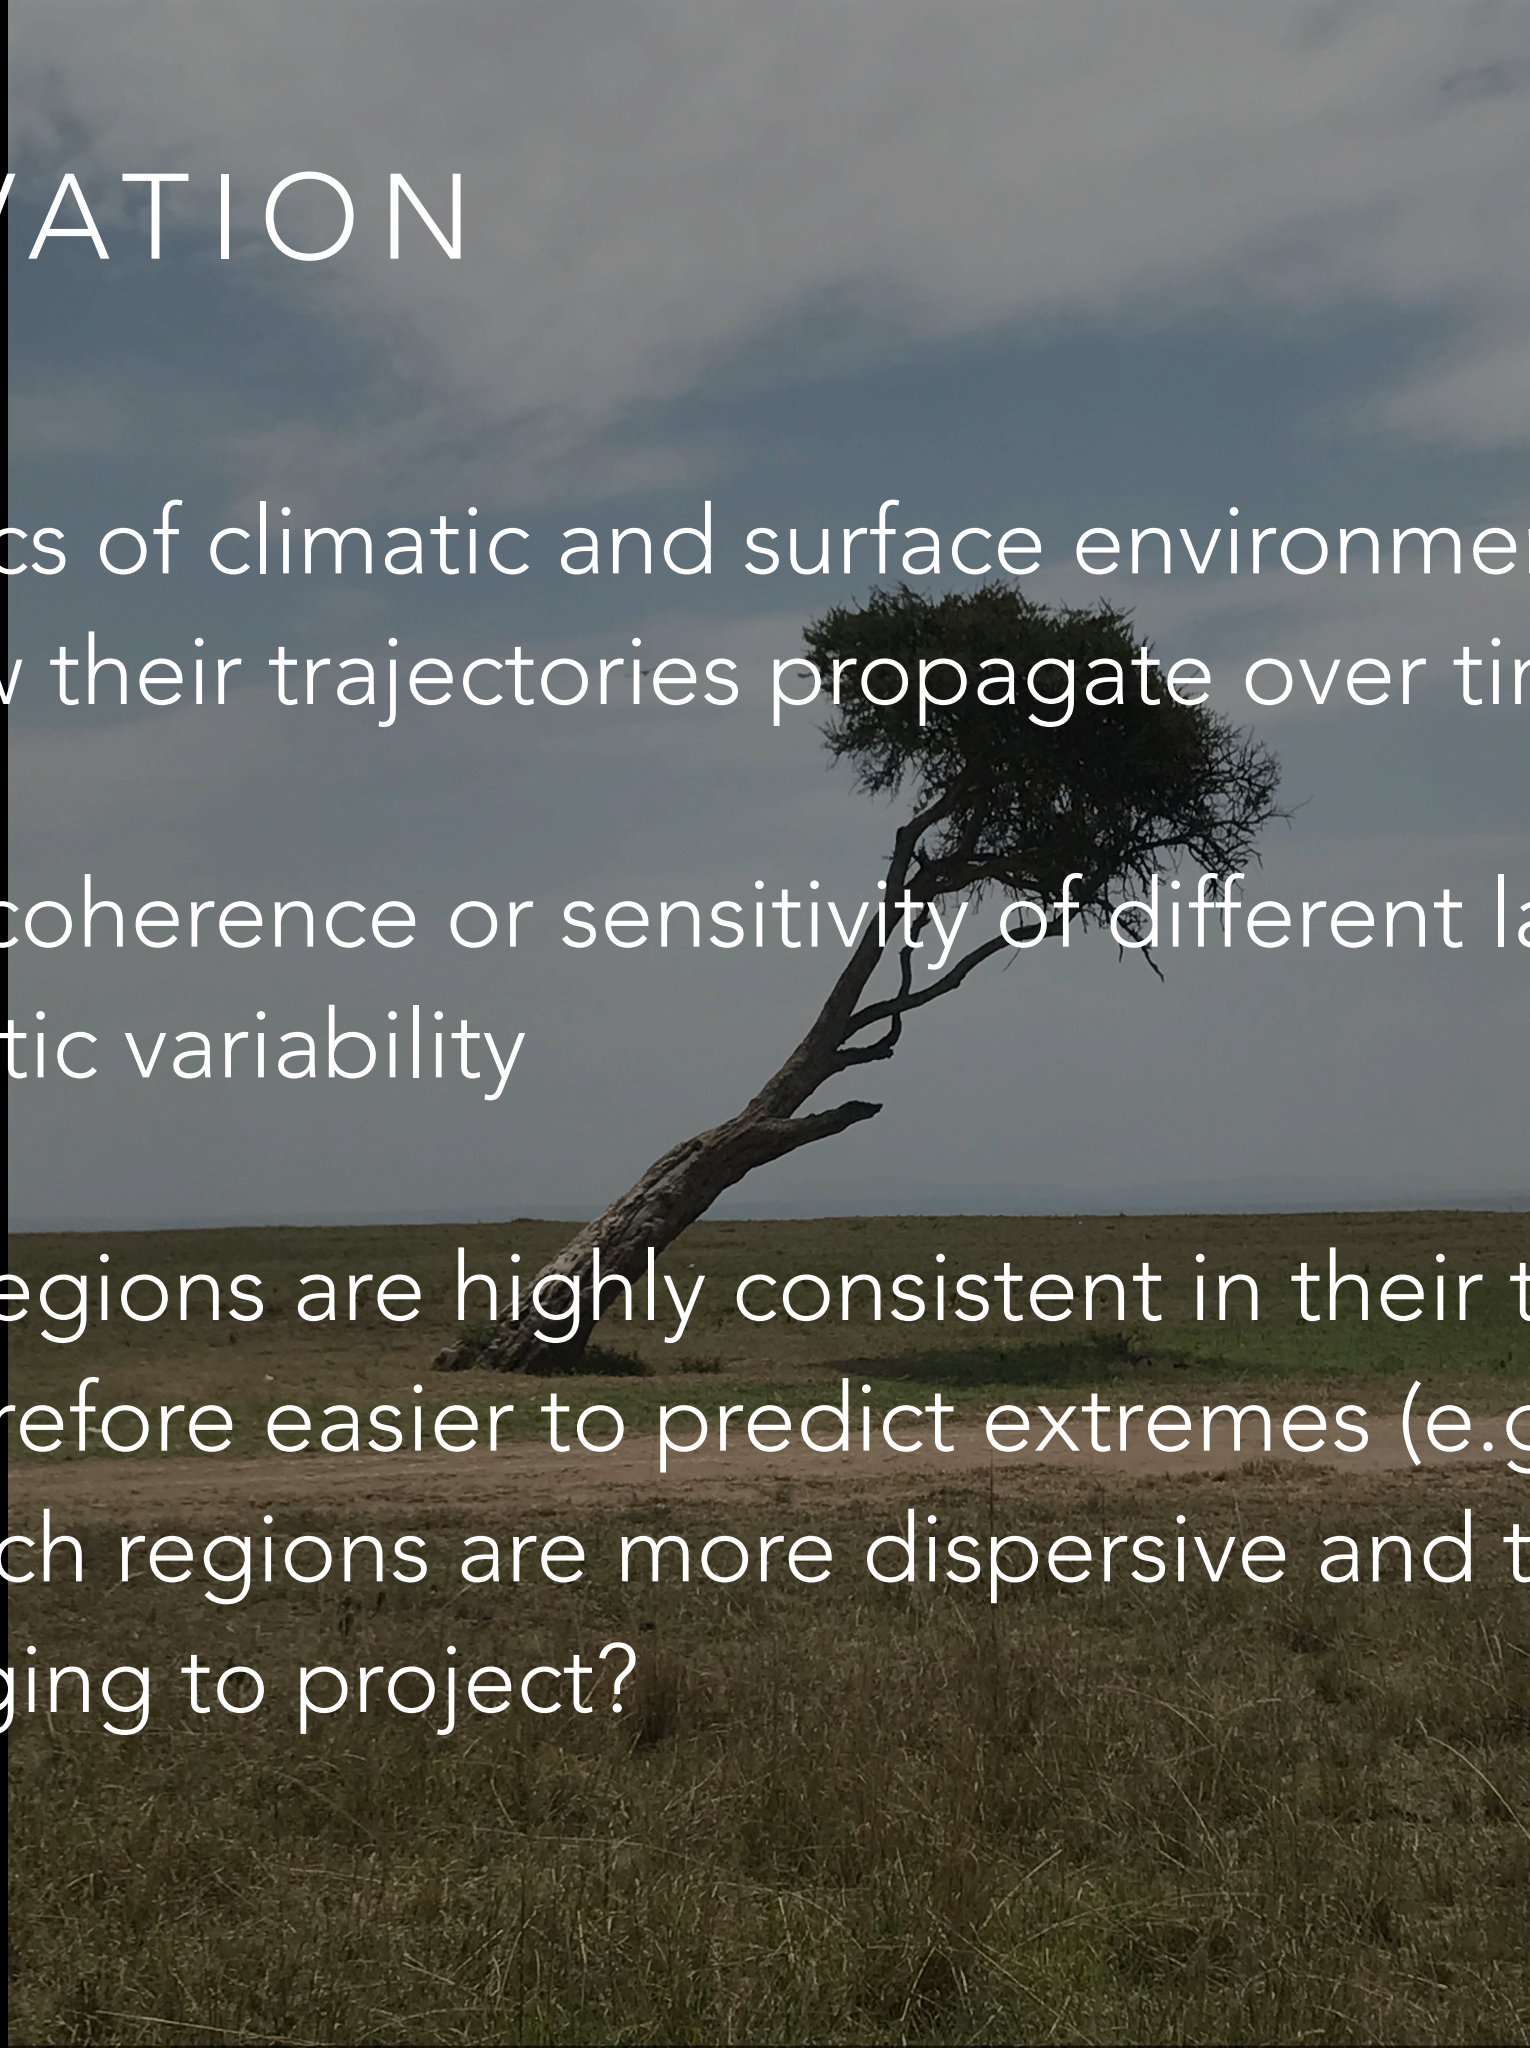 VATION
cs of climatic and surface environme
their trajectories propagate over ti
coherence or sensitivity of different la
tic variability
egions are highly consistent in their t
refore easier to predict extremes (e.g
ch regions are more dispersive and t
ging to project?